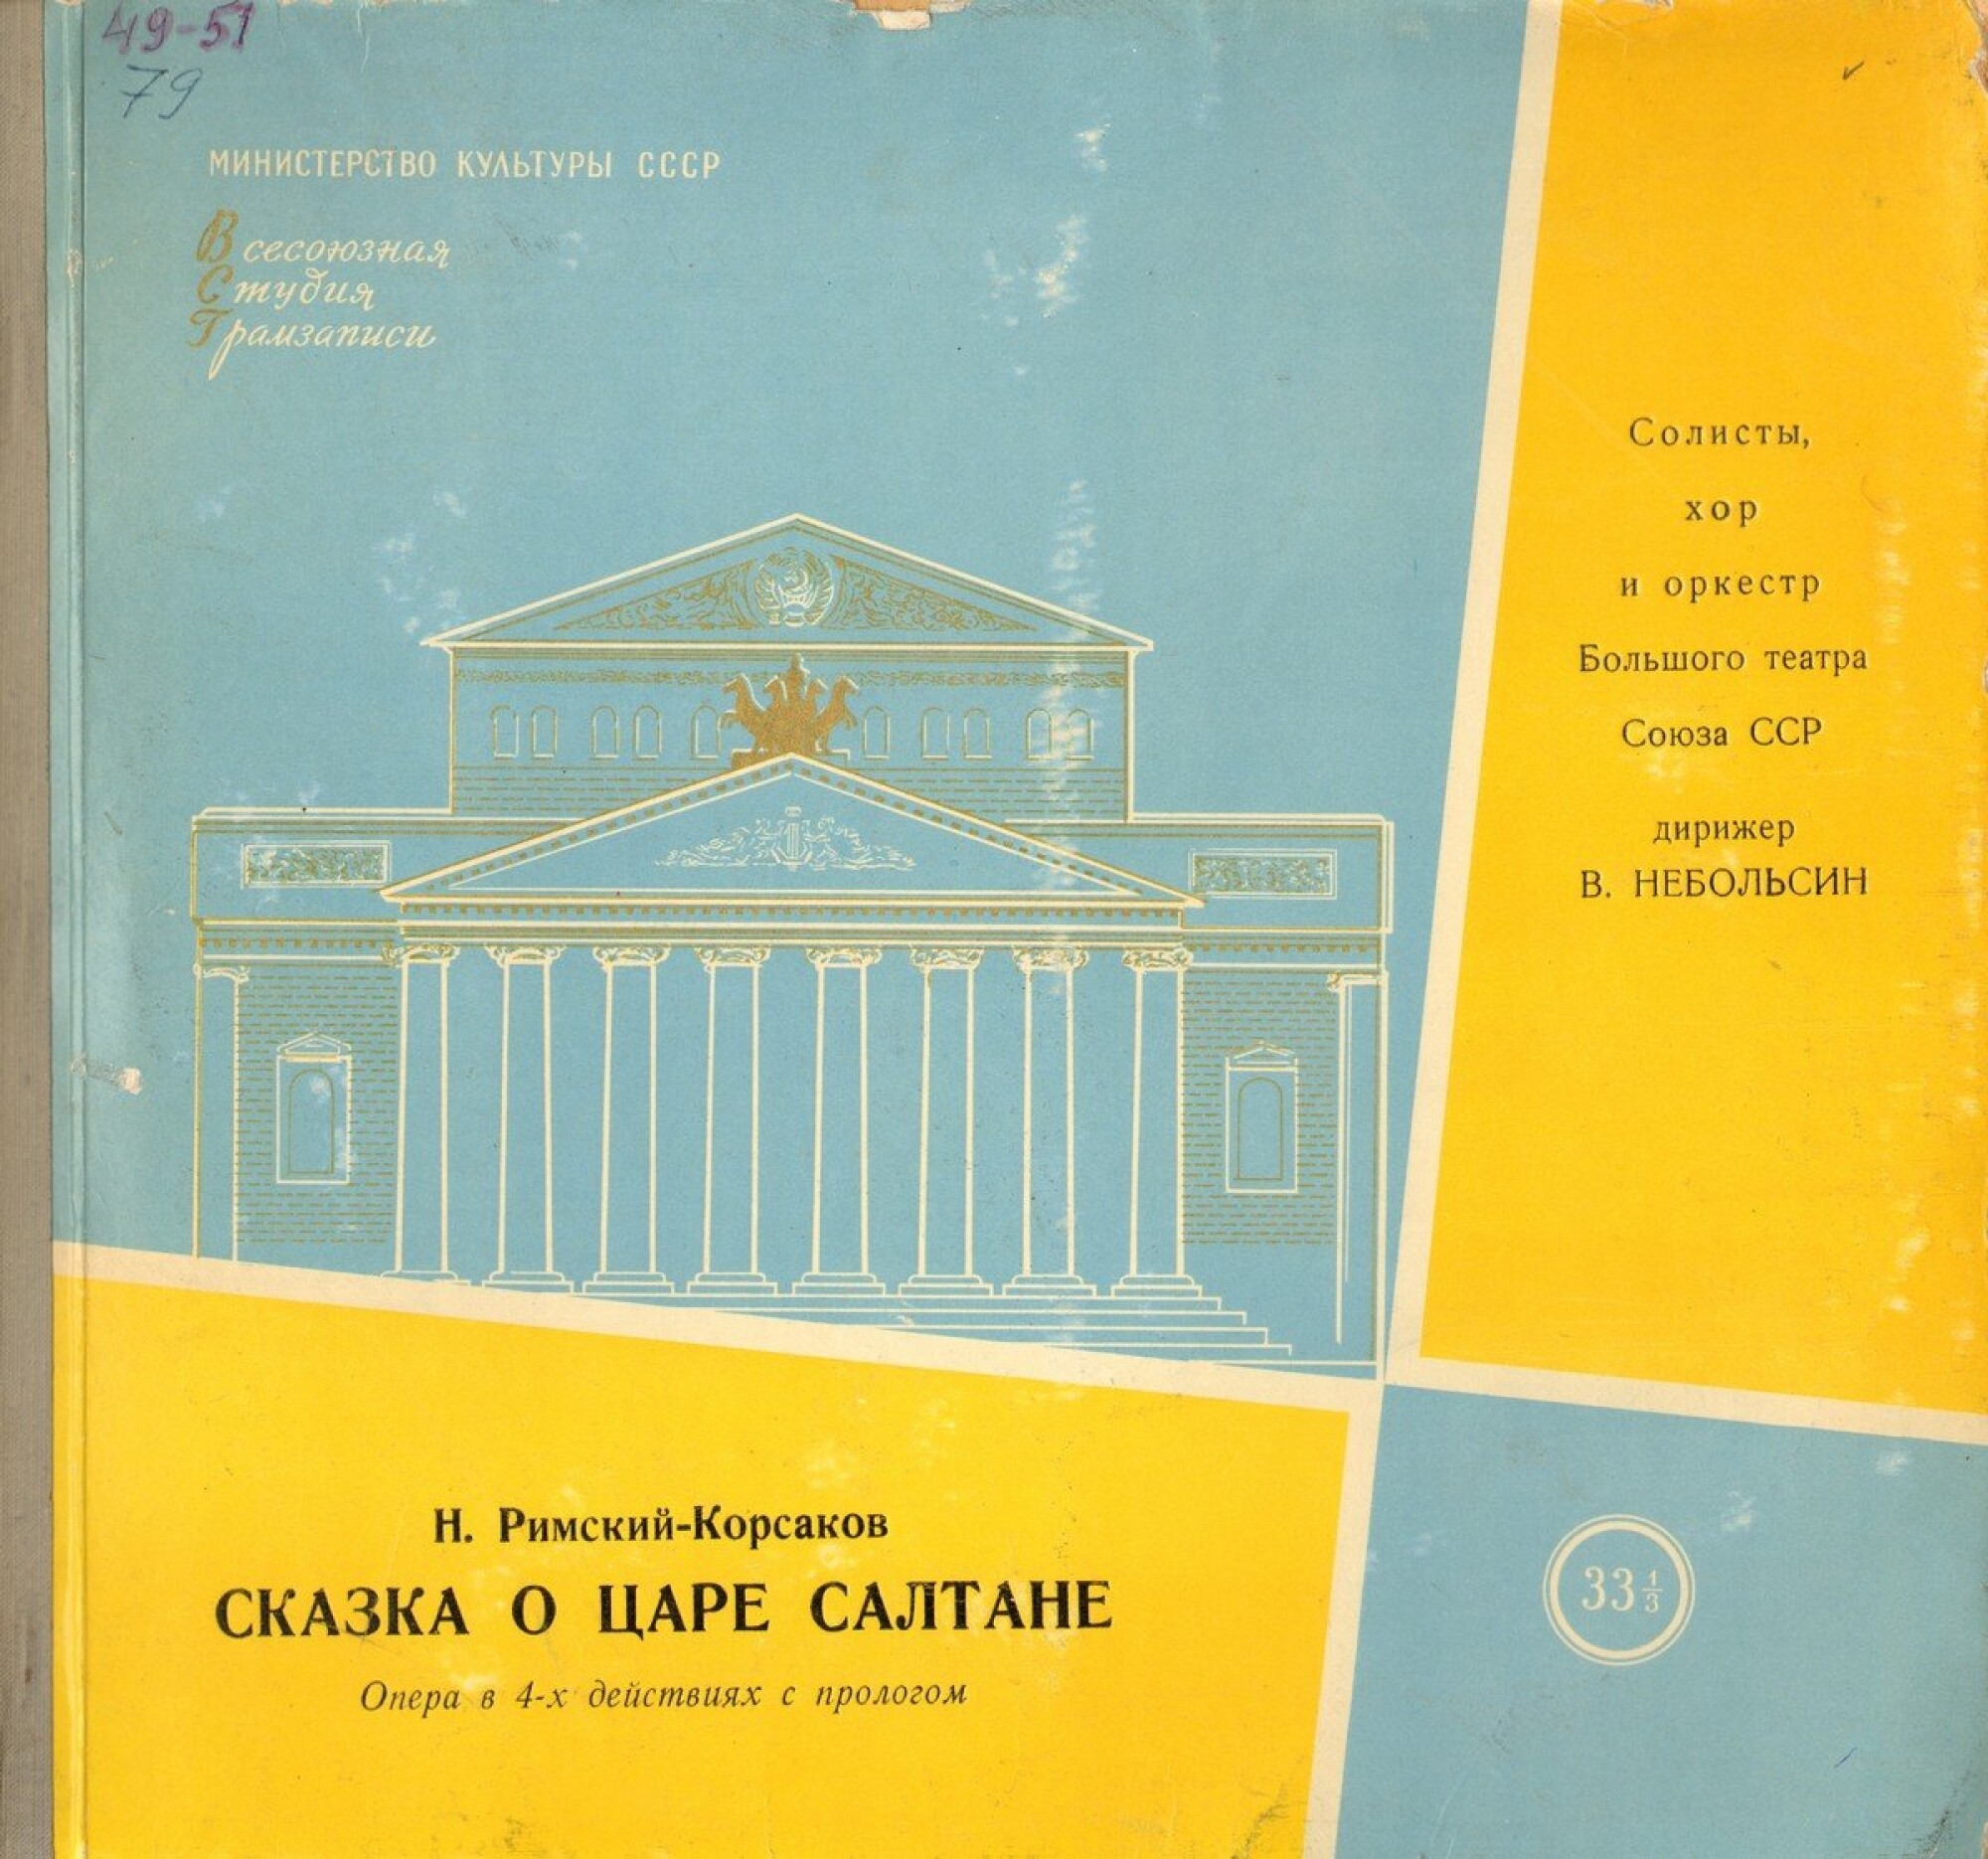 49-51
79
МИНИСТЕРСТВО КУЛЬТУРЫ СССР
Всесоюзная
Студия
Грамзаписи
Солисты,
хор
и оркестр
Большого театра
Союза ССР
дирижер
В. НЕБОЛЬСИН
Н. Римский-Корсаков
СКАЗКА О ЦАРЕ САЛТАНЕ
Опера в 4-х действиях с прологом
33 1/3